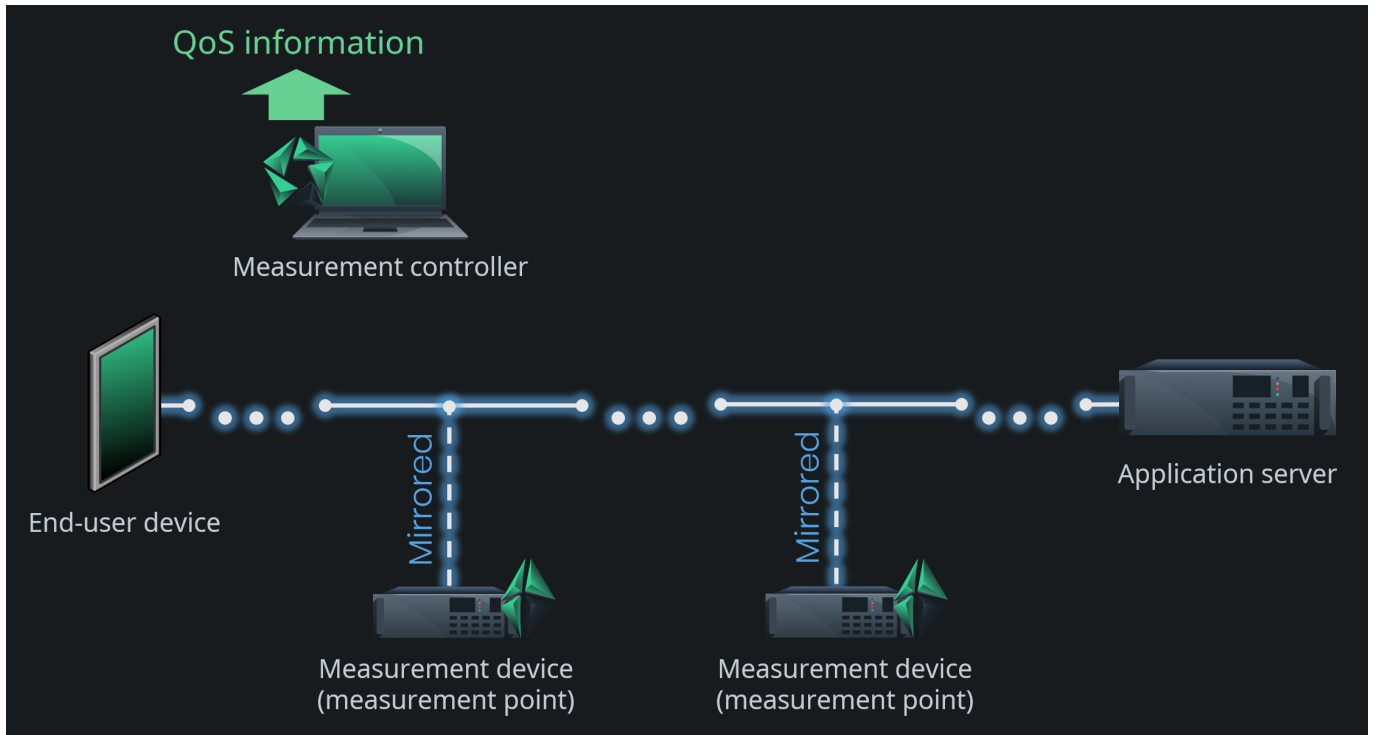 QoS information
Measurement controller
End-user device
Mirrored
Mirrored
Application server
Measurement device
(measurement point)
Measurement device
(measurement point)